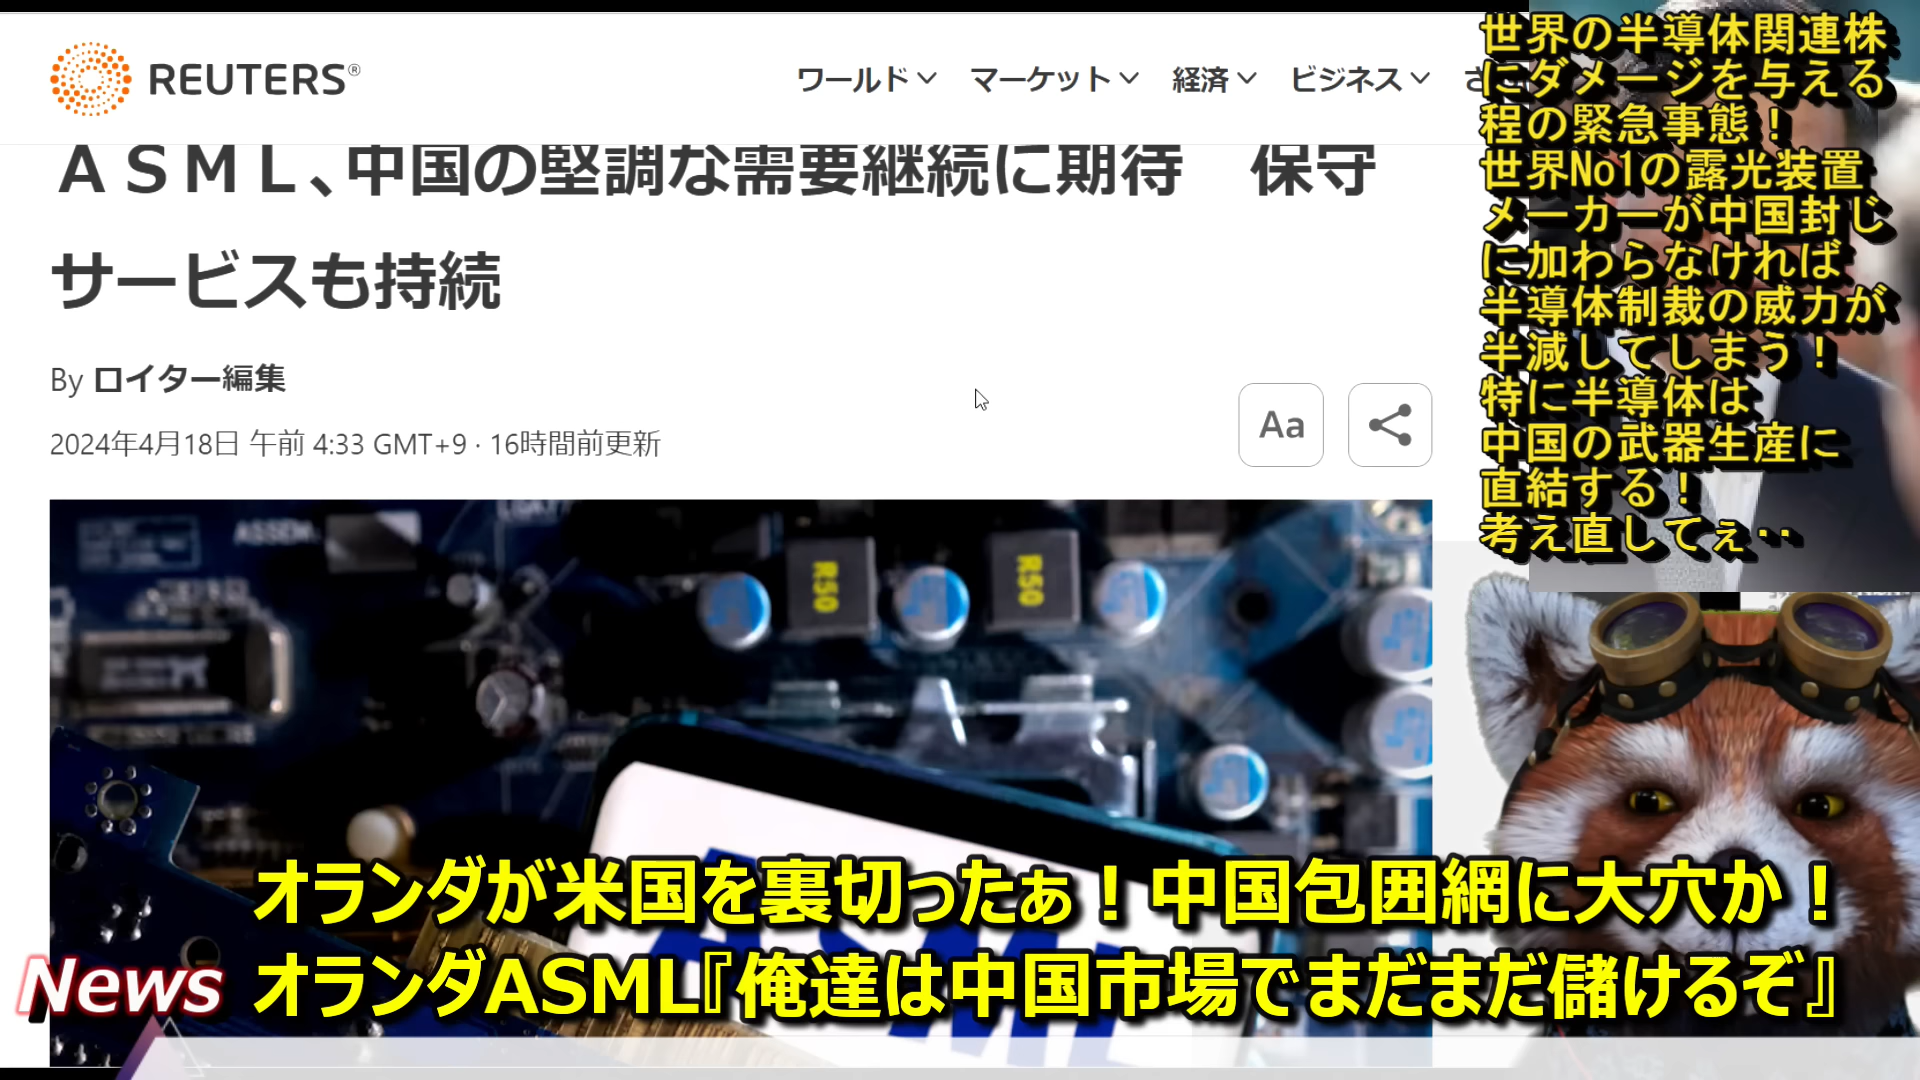 REUTERS®
ワールド マーケット 経済 ビジネス さ
ＡＳＭＬ、中国の堅調な需要継続に期待　保守
サービスも持続
By ロイター編集
2024年4月18日 午前 4:33 GMT+9 · 16時間前更新
Aa
世界の半導体関連株
にダメージを与える
程の緊急事態！
世界No1の露光装置
メーカーが中国封じ
に加わらなければ
半導体制裁の威力が
半減してしまう！
特に半導体は
中国の武器生産に
直結する！
考え直してぇ‥
R50
R50
ASML
オランダが米国を裏切ったぁ！中国包囲網に大穴か！
News
オランダASML『俺達は中国市場でまだまだ儲けるぞ』